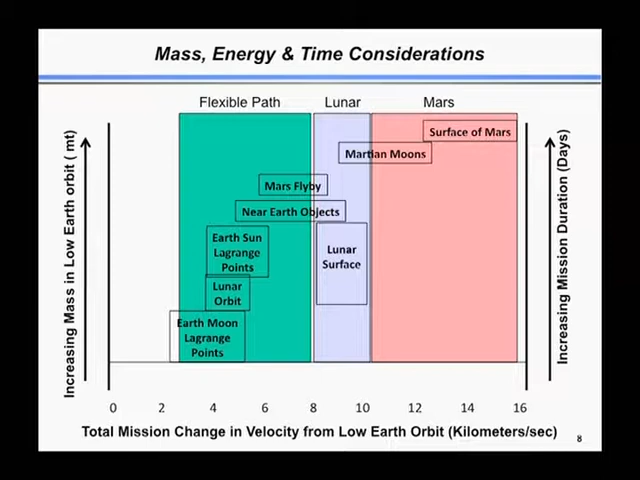 Mass, Energy & Time Considerations
Flexible Path
Lunar
Mars
Surface of Mars
Martian Moons
Mars Flyby
Near Earth Objects
Earth Sun
Lagrange
Points
Lunar
Surface
Lunar
Orbit
Earth Moon
Lagrange
Points
Increasing Mass in Low Earth orbit ( mt)
Increasing Mission Duration (Days)
0 2 4 6 8 10 12 14 16
Total Mission Change in Velocity from Low Earth Orbit (Kilometers/sec)
8